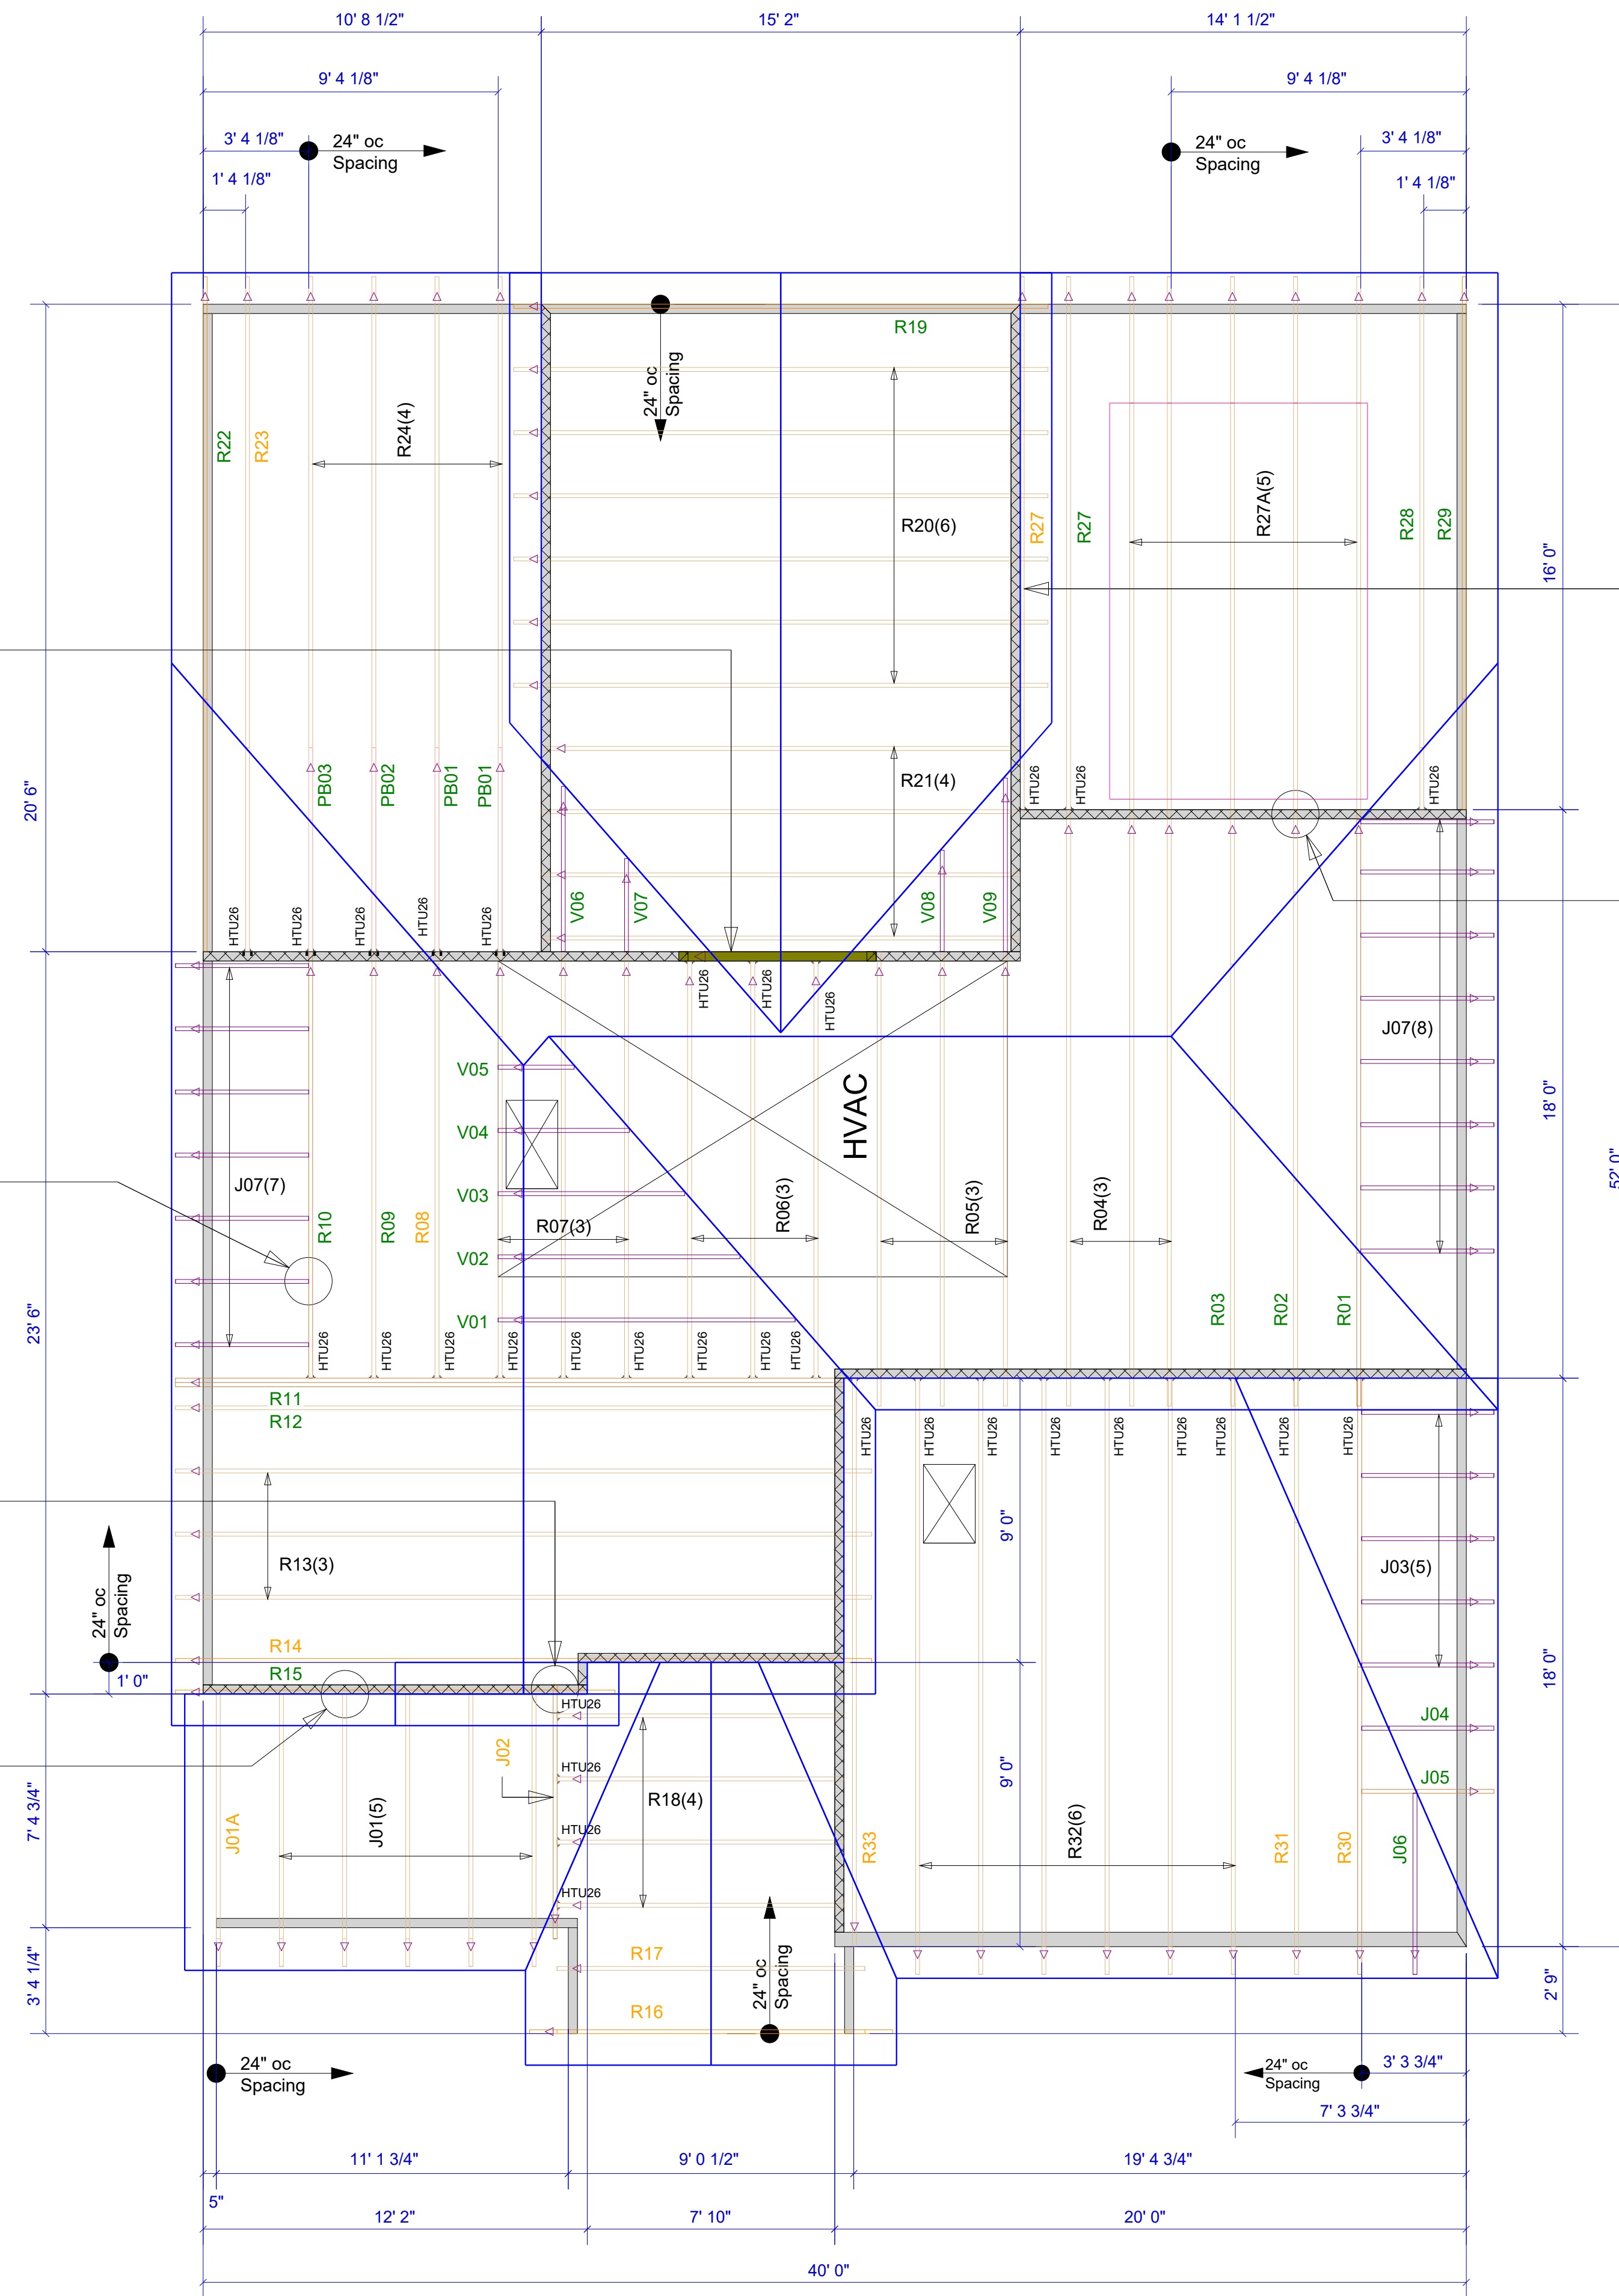 10' 8 1/2"
15' 2"
14' 1 1/2"
9' 4 1/8"
9' 4 1/8"
3' 4 1/8"
24" oc
Spacing
24" oc
Spacing
3' 4 1/8"
1' 4 1/8"
1' 4 1/8"
R19
24" oc
Spacing
R22
R23
R24(4)
R20(6)
R27
R27
R27A(5)
R28
R29
16' 0"
PB03
PB02
PB01
PB01
R21(4)
HTU26
HTU26
HTU26
20' 6"
V06
V07
V08
V09
HTU26
HTU26
HTU26
HTU26
HTU26
HTU26
HTU26
HTU26
J07(8)
V05
HVAC
18' 0"
V04
52' 0"
J07(7)
V03
R10
R09
R08
R07(3)
R06(3)
R05(3)
R04(3)
V02
R03
R02
R01
V01
23' 6"
HTU26
HTU26
HTU26
HTU26
HTU26
HTU26
HTU26
HTU26
HTU26
R11
R12
HTU26
HTU26
HTU26
HTU26
HTU26
HTU26
HTU26
HTU26
HTU26
9' 0"
R13(3)
J03(5)
24" oc
Spacing
R14
R15
1' 0"
18' 0"
HTU26
J04
J02
HTU26
9' 0"
J05
R18(4)
7' 4 3/4"
J01A
J01(5)
HTU26
R33
R32(6)
R31
R30
J06
HTU26
R17
24" oc
Spacing
3' 4 1/4"
R16
2' 9"
24" oc
Spacing
24" oc
Spacing
3' 3 3/4"
7' 3 3/4"
11' 1 3/4"
9' 0 1/2"
19' 4 3/4"
5"
12' 2"
7' 10"
20' 0"
40' 0"